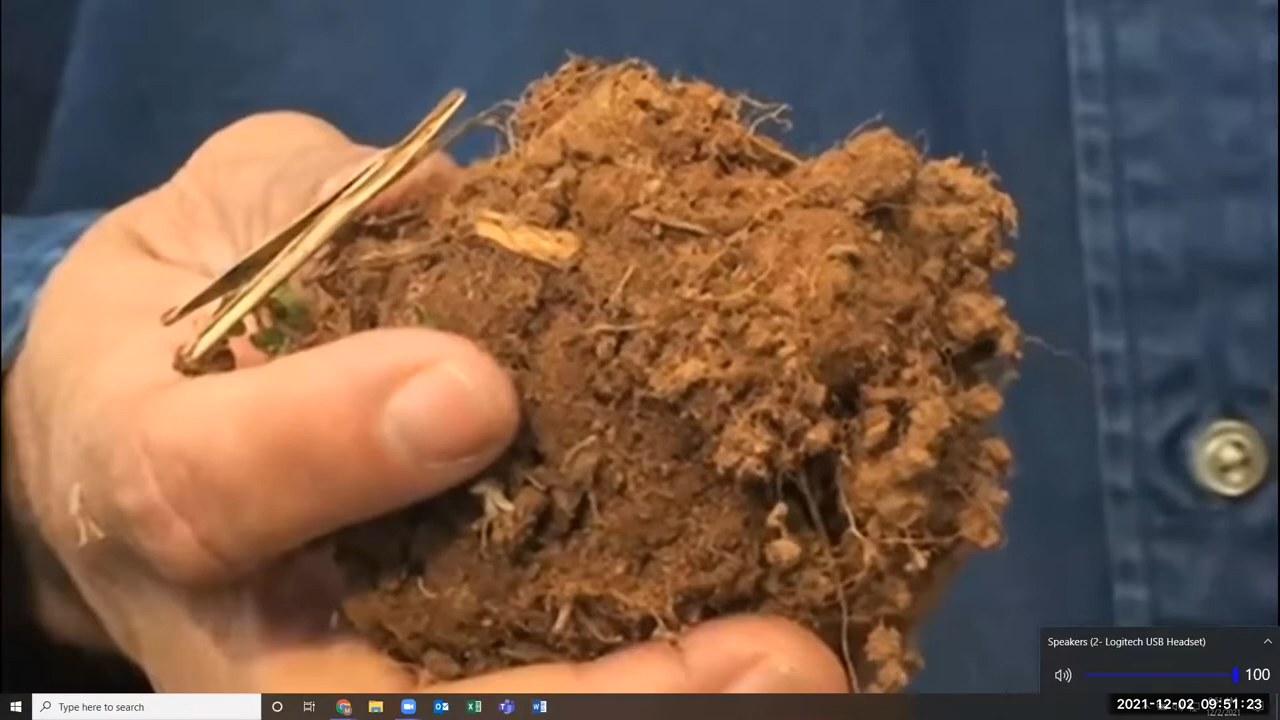 Speakers (2- Logitech USB Headset)
100
Type here to search
2021-12-02 09:51:23